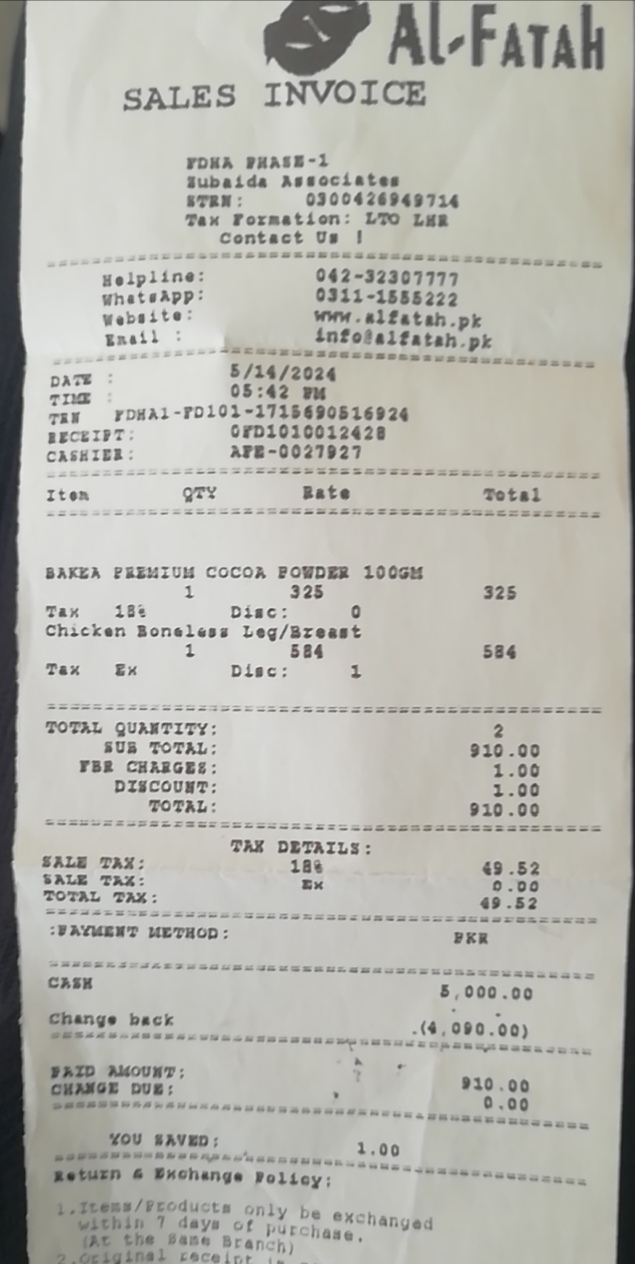 AL-FATAH
SALES INVOICE
FDHA PHASE-1
Zubaida Associates
STRN: 0300426949714
Tax Formation: LTO LHR
Contact Us !
Helpline: 042-32307777
WhatsApp: 0311-1555222
Website: www.alfatah.pk
Email : info@alfatah.pk
DATE : 5/14/2024
TIME : 05:42 PM
TRN FDHA1-FD101-1715690516924
RECEIPT: 0FD1010012428
CASHIER: AFE-0027927
Item QTY Rate Total
BAKEA PREMIUM COCOA POWDER 100GM
1 325 325
Tax 18% Disc: 0
Chicken Boneless Leg/Breast
1 584 584
Tax Ex Disc: 1
TOTAL QUANTITY: 2
SUB TOTAL: 910.00
FBR CHARGES: 1.00
DISCOUNT: 1.00
TOTAL: 910.00
TAX DETAILS:
SALE TAX: 18% 49.52
SALE TAX: Ex 0.00
TOTAL TAX: 49.52
:PAYMENT METHOD: PKR
CASH 5,000.00
Change back (4,090.00)
PAID AMOUNT: 910.00
CHANGE DUE: 0.00
YOU SAVED: 1.00
Return & Exchange Policy:
1.Items/Products only be exchanged
within 7 days of purchase.
(At the Same Branch)
2.Original receipt